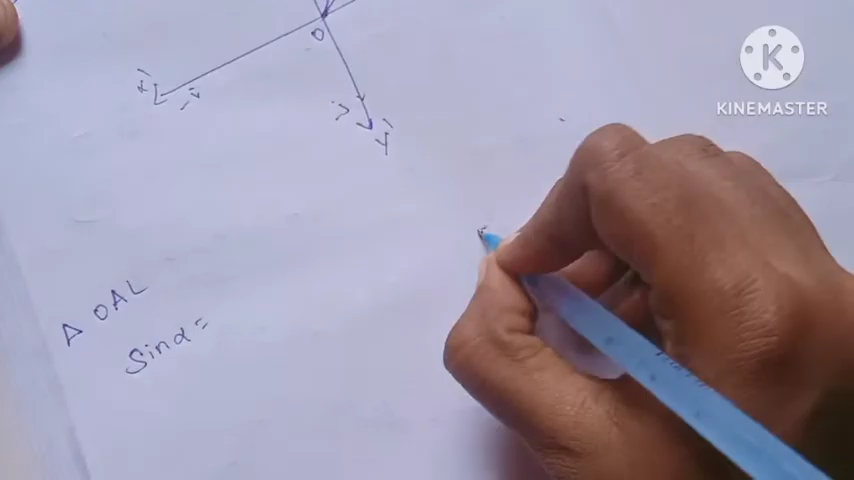 O
x'
-x
-y
y'
K
KINEMASTER
Δ OAL
Sinα =